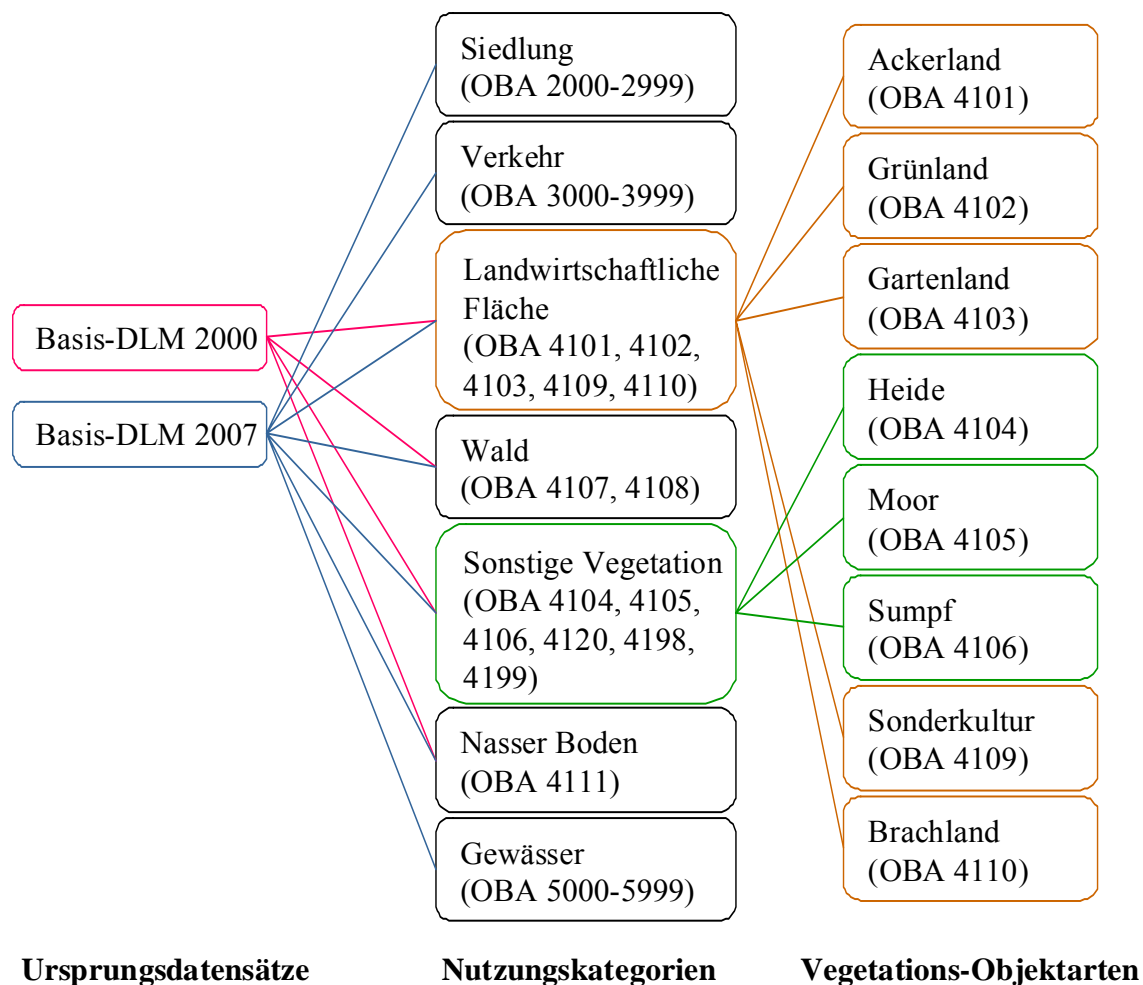 Basis-DLM 2000
Basis-DLM 2007
Siedlung
(OBA 2000-2999)
Verkehr
(OBA 3000-3999)
Landwirtschaftliche
Fläche
(OBA 4101, 4102,
4103, 4109, 4110)
Wald
(OBA 4107, 4108)
Sonstige Vegetation
(OBA 4104, 4105,
4106, 4120, 4198,
4199)
Nasser Boden
(OBA 4111)
Gewässer
(OBA 5000-5999)
Ackerland
(OBA 4101)
Grünland
(OBA 4102)
Gartenland
(OBA 4103)
Heide
(OBA 4104)
Moor
(OBA 4105)
Sumpf
(OBA 4106)
Sonderkultur
(OBA 4109)
Brachland
(OBA 4110)
Ursprungsdatensätze
Nutzungskategorien
Vegetations-Objektarten